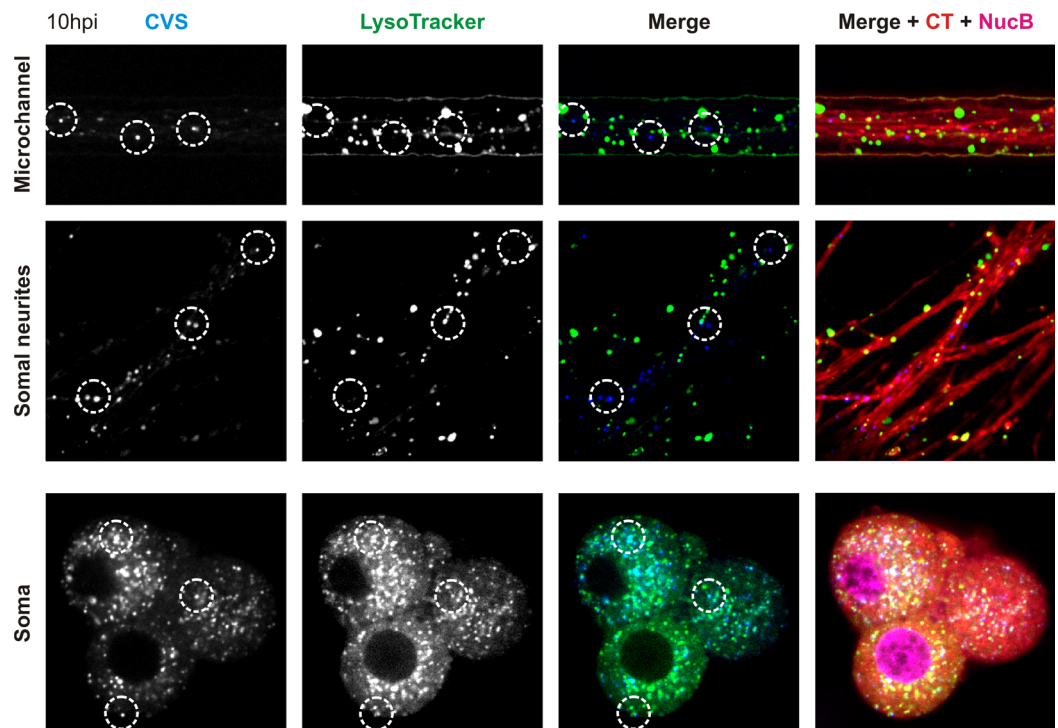 10hpi CVS LysoTracker Merge Merge + CT + NucB
Microchannel
Somal neurites
Soma